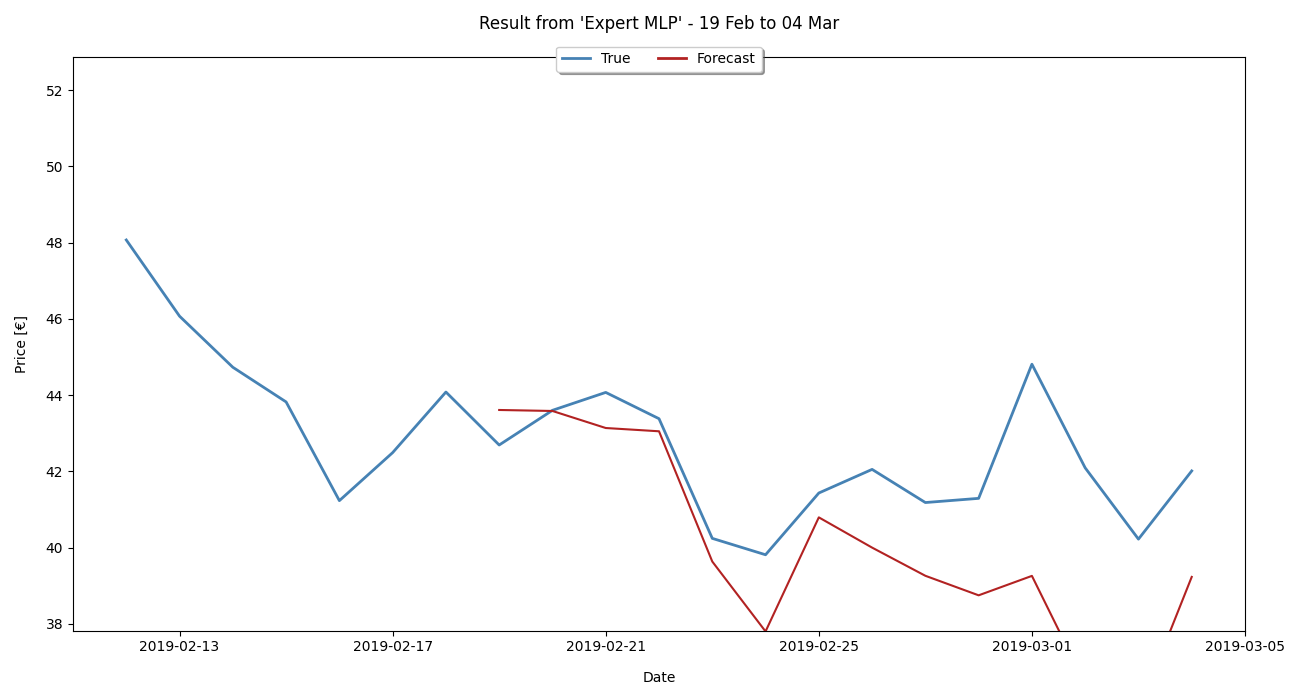 Result from 'Expert MLP' - 19 Feb to 04 Mar
True Forecast
52
50
48
46
44
42
40
38
Price [€]
2019-02-13 2019-02-17 2019-02-21 2019-02-25 2019-03-01 2019-03-05
Date